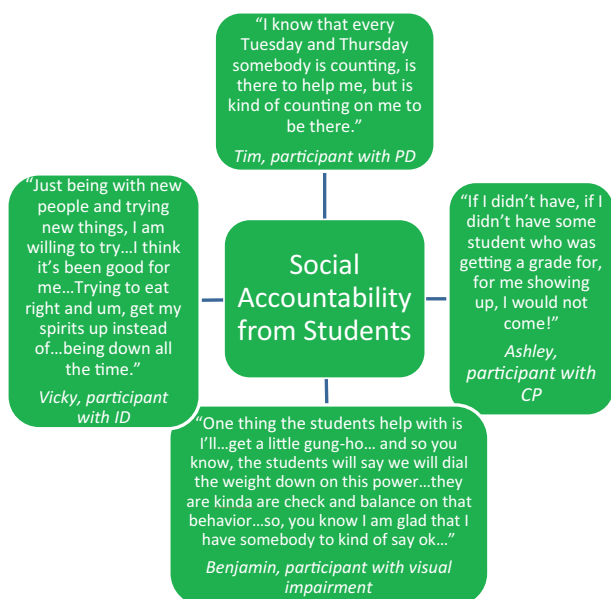 “I know that every
Tuesday and Thursday
somebody is counting, is
there to help me, but is
kind of counting on me to
be there.”
Tim, participant with PD
“Just being with new
people and trying
new things, I am
willing to try…I think
it’s been good for
me…Trying to eat
right and um, get my
spirits up instead
of…being down all
the time.”
Vicky, participant
with ID
Social
Accountability
from Students
“If I didn’t have, if I
didn’t have some
student who was
getting a grade for,
for me showing
up, I would not
come!”
Ashley,
participant with
CP
“One thing the students help with is
I’ll…get a little gung-ho… and so you
know, the students will say we will dial
the weight down on this power…they
are kinda are check and balance on that
behavior…so, you know I am glad that I
have somebody to kind of say ok…”
Benjamin, participant with visual
impairment